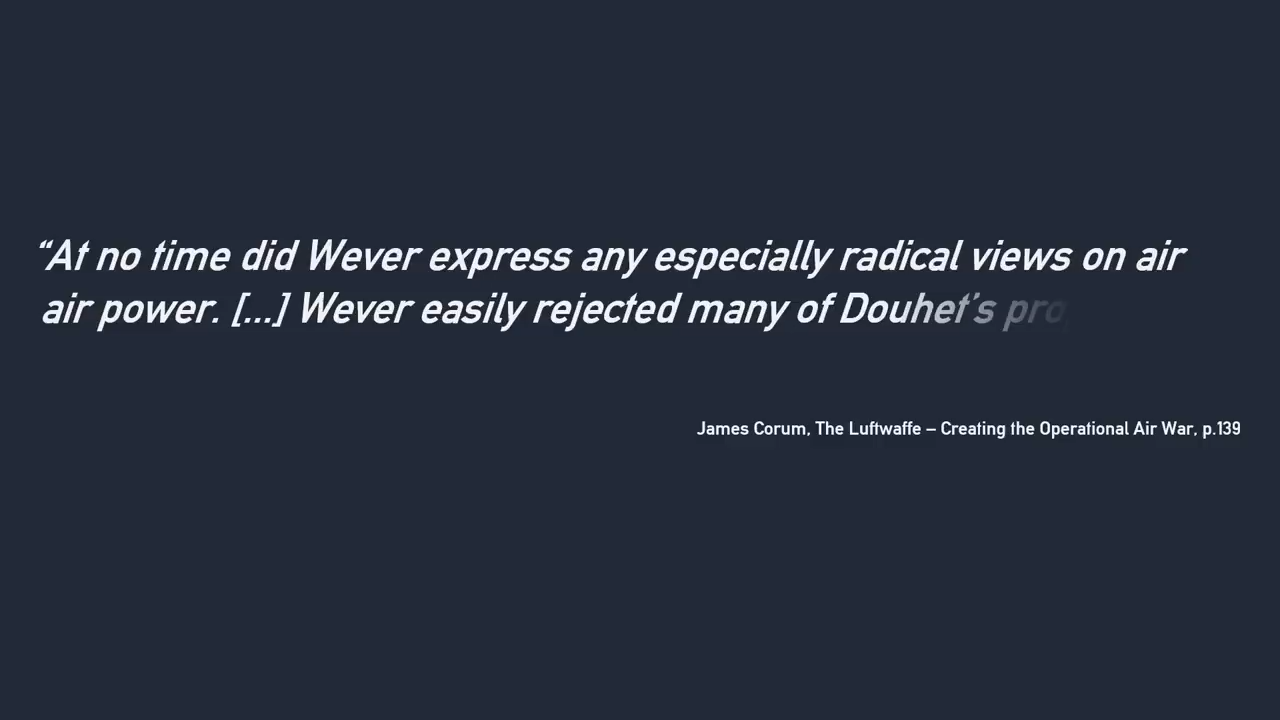 “At no time did Wever express any especially radical views on air
air power. [...] Wever easily rejected many of Douhet’s
James Corum, The Luftwaffe – Creating the Operational Air War, p.139